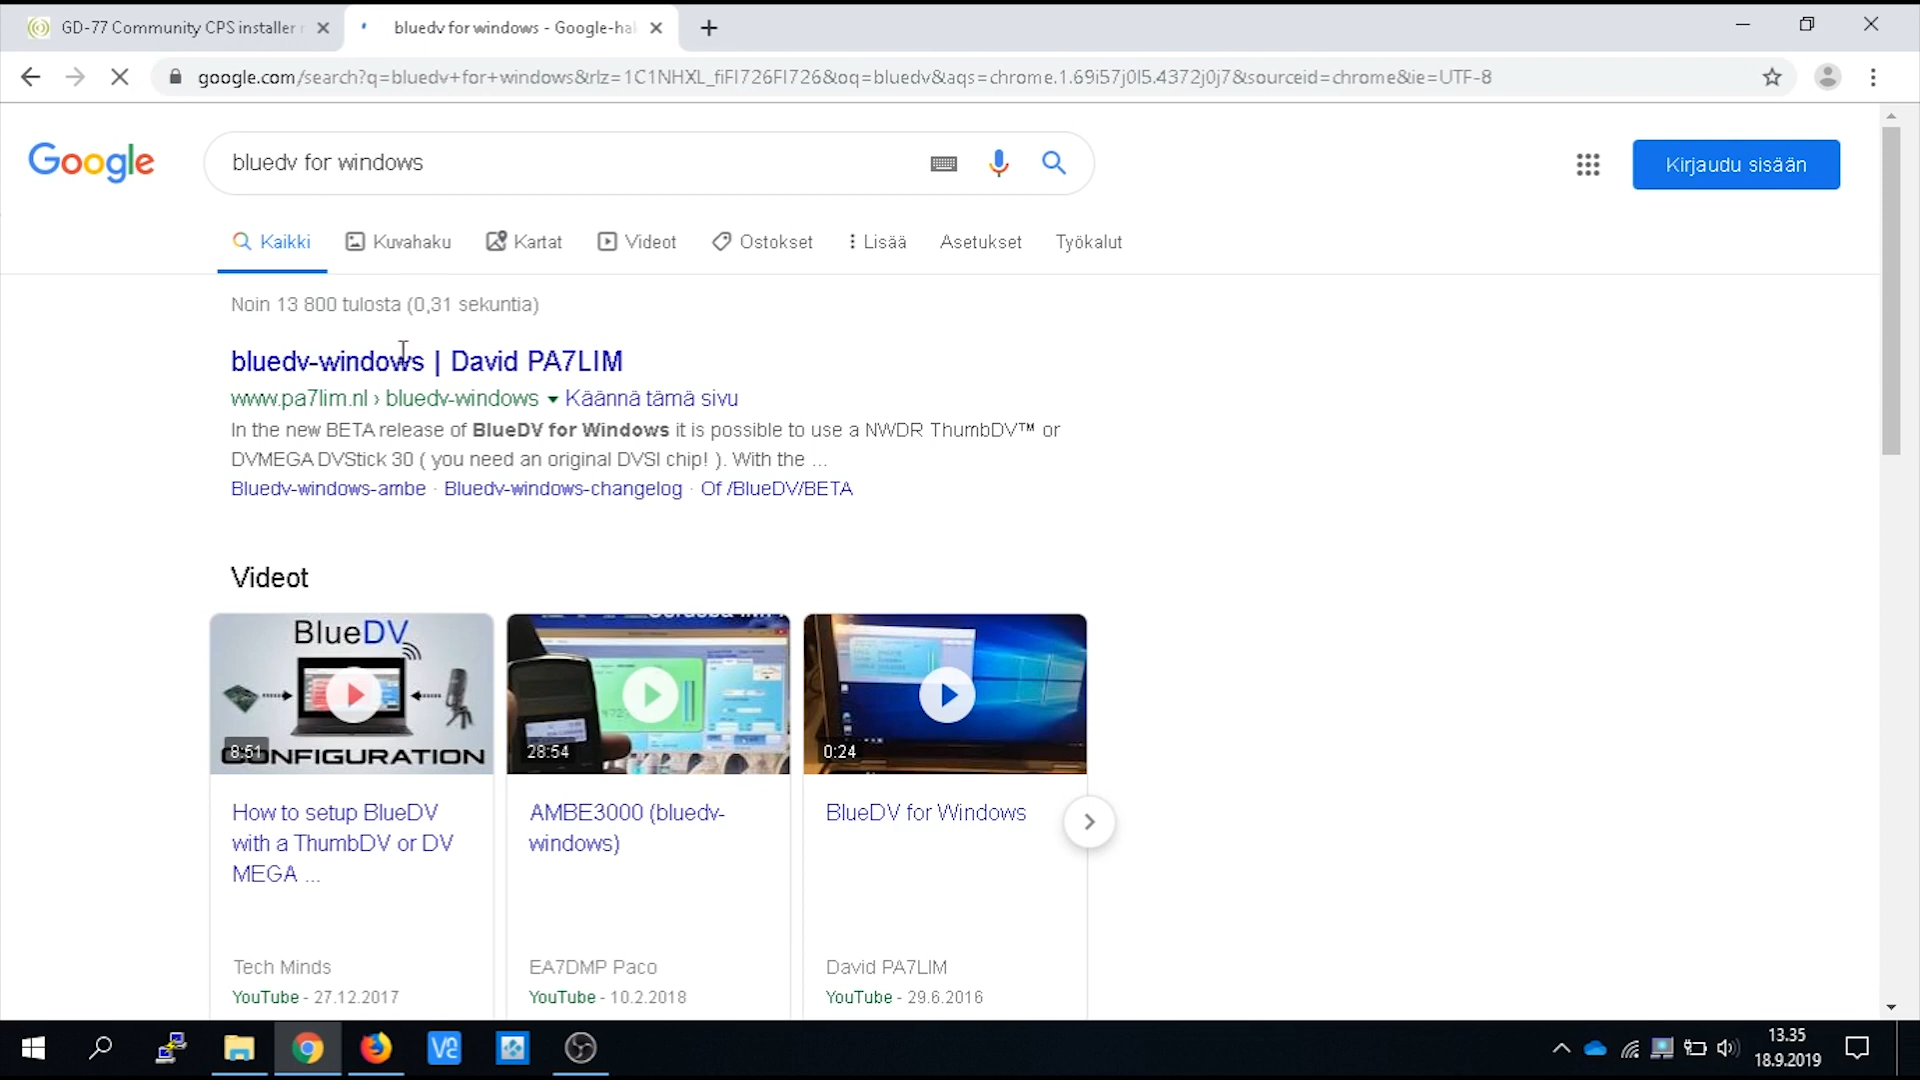 GD-77 Community CPS installer
bluedv for windows - Google-ha
google.com/search?q=bluedv+for+windows&rlz=1C1NHXL_fiFI726FI726&oq=bluedv&aqs=chrome.1.69i57j0l5.4372j0j7&sourceid=chrome&ie=UTF-8
Google
bluedv for windows
Kirjaudu sisään
Kaikki Kuvahaku Kartat Videot Ostokset Lisää Asetukset Työkalut
Noin 13 800 tulosta (0,31 sekuntia)
bluedv-windows | David PA7LIM
www.pa7lim.nl › bluedv-windows ▾ Käännä tämä sivu
In the new BETA release of BlueDV for Windows it is possible to use a NWDR ThumbDV™ or
DVMEGA DVStick 30 ( you need an original DVSI chip! ). With the ...
Bluedv-windows-ambe · Bluedv-windows-changelog · Of /BlueDV/BETA
Videot
BlueDV
CONFIGURATION
8:51
28:54
0:24
How to setup BlueDV
with a ThumbDV or DV
MEGA ...
Tech Minds
YouTube - 27.12.2017
AMBE3000 (bluedv-
windows)
EA7DMP Paco
YouTube - 10.2.2018
BlueDV for Windows
David PA7LIM
YouTube - 29.6.2016
13.35
18.9.2019